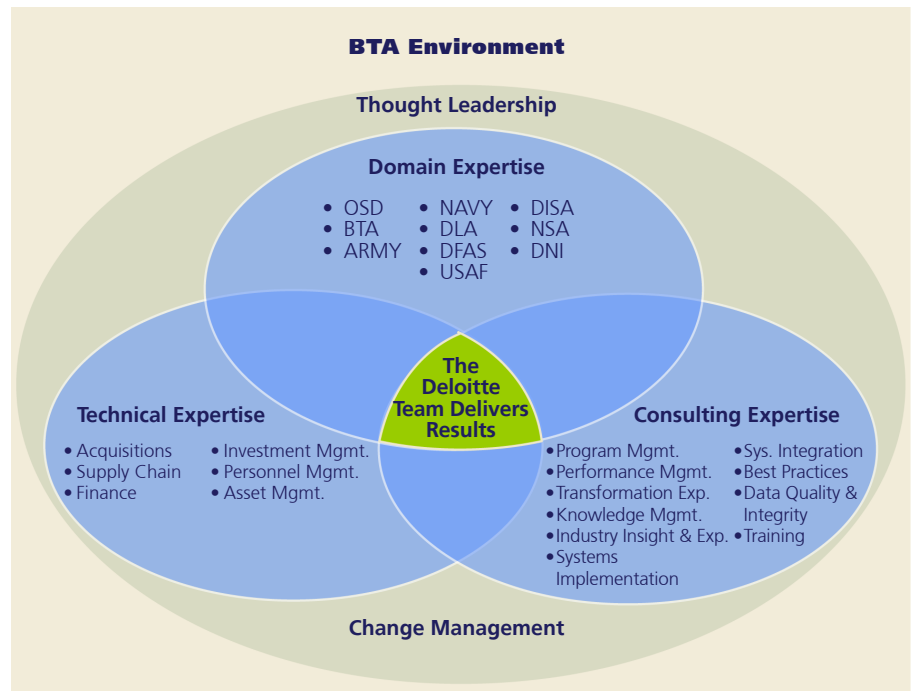 BTA Environment
Thought Leadership
Domain Expertise
• OSD • NAVY • DISA
• BTA • DLA • NSA
• ARMY • DFAS • DNI
• USAF
The
Deloitte
Team Delivers
Results
Technical Expertise
• Acquisitions • Investment Mgmt.
• Supply Chain • Personnel Mgmt.
• Finance • Asset Mgmt.
Consulting Expertise
• Program Mgmt.
• Performance Mgmt.
• Transformation Exp.
• Knowledge Mgmt.
• Industry Insight & Exp.
• Systems
Implementation
• Sys. Integration
• Best Practices
• Data Quality &
Integrity
• Training
Change Management